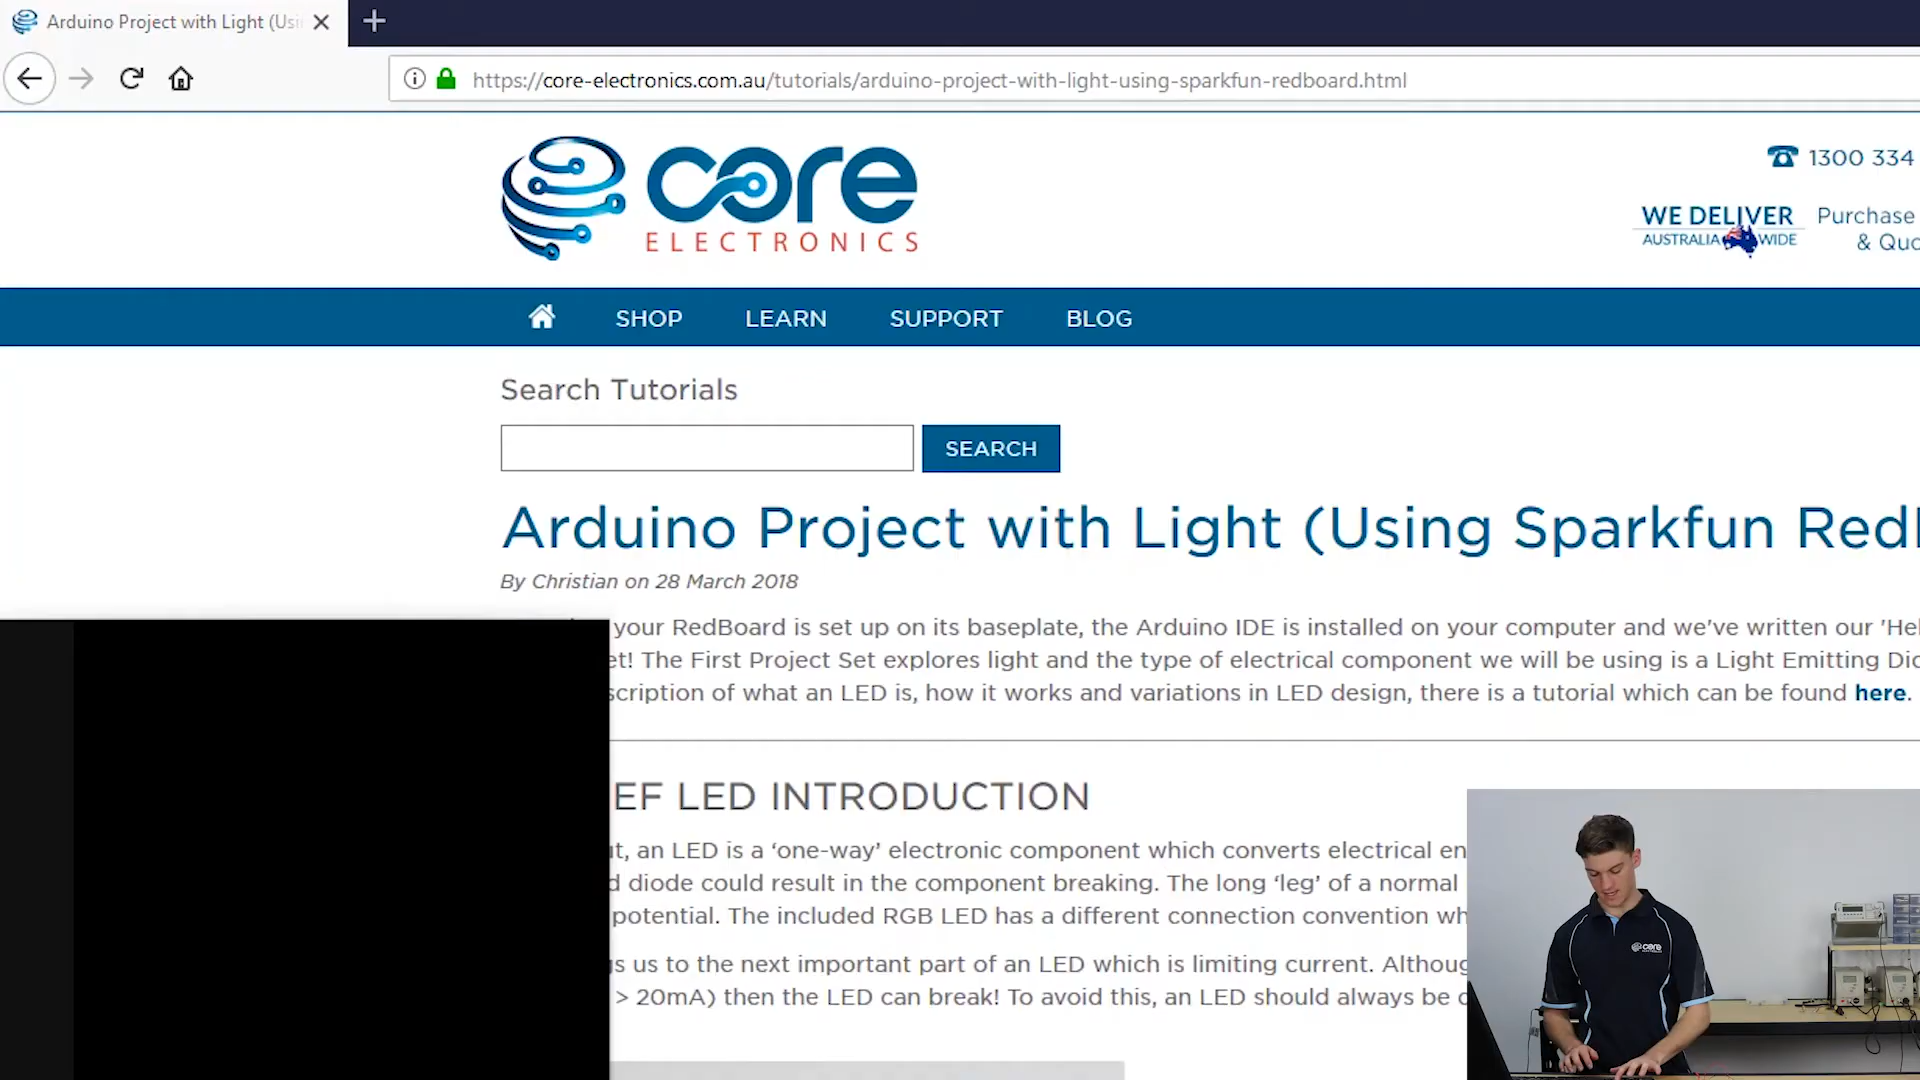 Arduino Project with Light (Usi
https://core-electronics.com.au/tutorials/arduino-project-with-light-using-sparkfun-redboard.html
core
ELECTRONICS
1300 334
WE DELIVER
AUSTRALIA WIDE
Purchase
& Quo
SHOP
LEARN
SUPPORT
BLOG
Search Tutorials
SEARCH
Arduino Project with Light (Using Sparkfun Red
By Christian on 28 March 2018
your RedBoard is set up on its baseplate, the Arduino IDE is installed on your computer and we've written our 'Hel
et! The First Project Set explores light and the type of electrical component we will be using is a Light Emitting Dio
scription of what an LED is, how it works and variations in LED design, there is a tutorial which can be found here.
EF LED INTRODUCTION
t, an LED is a ‘one-way’ electronic component which converts electrical en
d diode could result in the component breaking. The long ‘leg’ of a normal
potential. The included RGB LED has a different connection convention wh
s us to the next important part of an LED which is limiting current. Althoug
> 20mA) then the LED can break! To avoid this, an LED should always be c
core